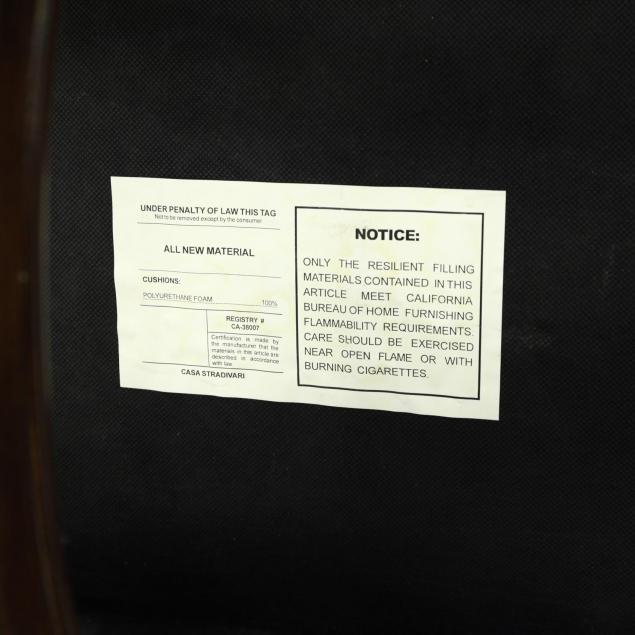 UNDER PENALTY OF LAW THIS TAG
Not to be removed except by the consumer
ALL NEW MATERIAL
CUSHIONS:
POLYURETHANE FOAM 100%
REGISTRY #
CA-38007
Certification is made by
the manufacturer that the
materials in this article are
described in accordance
with law.
CASA STRADIVARI
NOTICE:
ONLY THE RESILIENT FILLING
MATERIALS CONTAINED IN THIS
ARTICLE MEET CALIFORNIA
BUREAU OF HOME FURNISHING
FLAMMABILITY REQUIREMENTS.
CARE SHOULD BE EXERCISED
NEAR OPEN FLAME OR WITH
BURNING CIGARETTES.